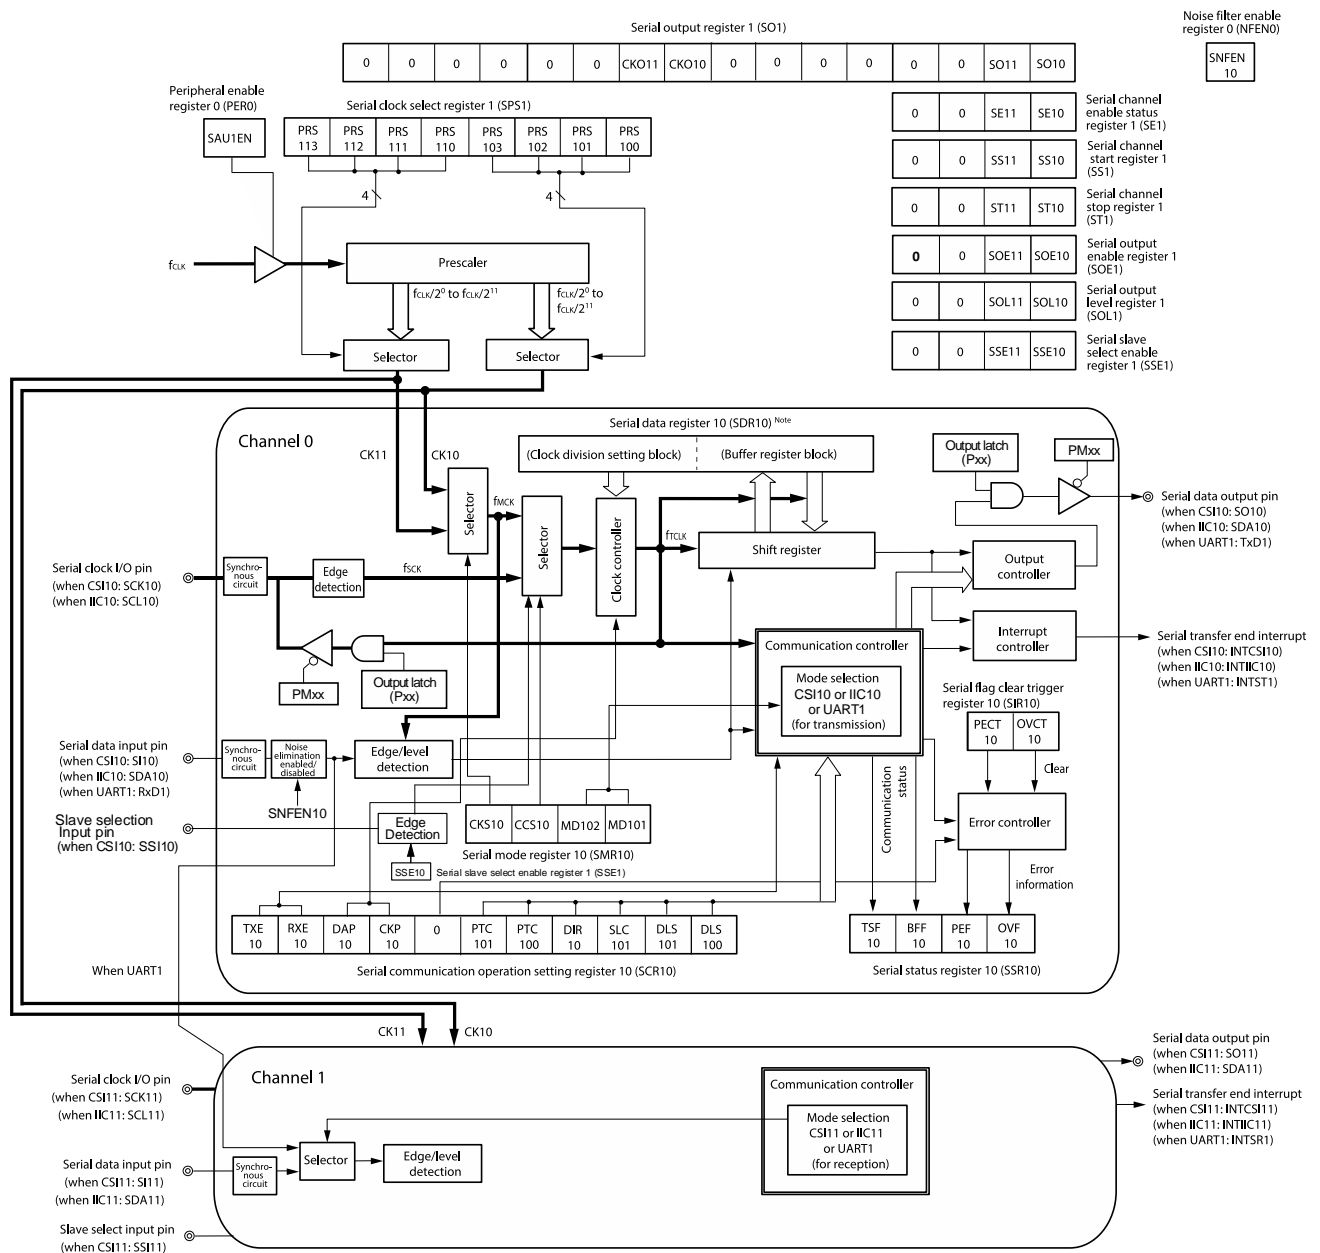 Serial output register 1 (SO1)
0 0 0 0 0 0 CKO11 CKO10 0 0 0 0 0 0 SO11 SO10
Noise filter enable
register 0 (NFEN0)
SNFEN
10
Peripheral enable
register 0 (PER0)
SAU1EN
Serial clock select register 1 (SPS1)
PRS PRS PRS PRS PRS PRS PRS PRS
113 112 111 110 103 102 101 100
4
4
0 0 SE11 SE10
Serial channel
enable status
register 1 (SE1)
0 0 SS11 SS10
Serial channel
start register 1
(SS1)
0 0 ST11 ST10
Serial channel
stop register 1
(ST1)
0 0 SOE11 SOE10
Serial output
enable register 1
(SOE1)
0 0 SOL11 SOL10
Serial output
level register 1
(SOL1)
0 0 SSE11 SSE10
Serial slave
select enable
register 1 (SSE1)
fCLK
Prescaler
fCLK/2⁰ to fCLK/2¹¹
fCLK/2⁰ to
fCLK/2¹¹
Selector
Selector
Channel 0
CK11
CK10
Serial data register 10 (SDR10) Note
(Clock division setting block)
(Buffer register block)
Output latch
(Pxx)
PMxx
Selector
fMCK
Selector
Clock controller
fTCLK
Shift register
Serial data output pin
(when CSI10: SO10)
(when IIC10: SDA10)
(when UART1: TxD1)
Output
controller
Serial clock I/O pin
(when CSI10: SCK10)
(when IIC10: SCL10)
Synchro-
nous
circuit
Edge
detection
fSCK
PMxx
Output latch
(Pxx)
Communication controller
Mode selection
CSI10 or IIC10
or UART1
(for transmission)
Interrupt
controller
Serial transfer end interrupt
(when CSI10: INTCSI10)
(when IIC10: INTIIC10)
(when UART1: INTST1)
Serial flag clear trigger
register 10 (SIR10)
PECT OVCT
10 10
Clear
Serial data input pin
(when CSI10: SI10)
(when IIC10: SDA10)
(when UART1: RxD1)
Synchro-
nous
circuit
Noise
elimination
enabled/
disabled
SNFEN10
Edge/level
detection
Communication
status
Error controller
Error
information
Slave selection
Input pin
(when CSI10: SSI10)
Edge
Detection
SSE10
Serial slave select enable register 1 (SSE1)
CKS10 CCS10 MD102 MD101
Serial mode register 10 (SMR10)
TXE RXE DAP CKP 0 PTC PTC DIR SLC DLS DLS
10 10 10 10 101 100 10 101 101 100
Serial communication operation setting register 10 (SCR10)
TSF BFF PEF OVF
10 10 10 10
Serial status register 10 (SSR10)
When UART1
CK11
CK10
Channel 1
Serial clock I/O pin
(when CSI11: SCK11)
(when IIC11: SCL11)
Serial data input pin
(when CSI11: SI11)
(when IIC11: SDA11)
Synchro-
nous
circuit
Selector
Edge/level
detection
Communication controller
Mode selection
CSI11 or IIC11
or UART1
(for reception)
Serial data output pin
(when CSI11: SO11)
(when IIC11: SDA11)
Serial transfer end interrupt
(when CSI11: INTCSI11)
(when IIC11: INTIIC11)
(when UART1: INTSR1)
Slave select input pin
(when CSI11: SSI11)